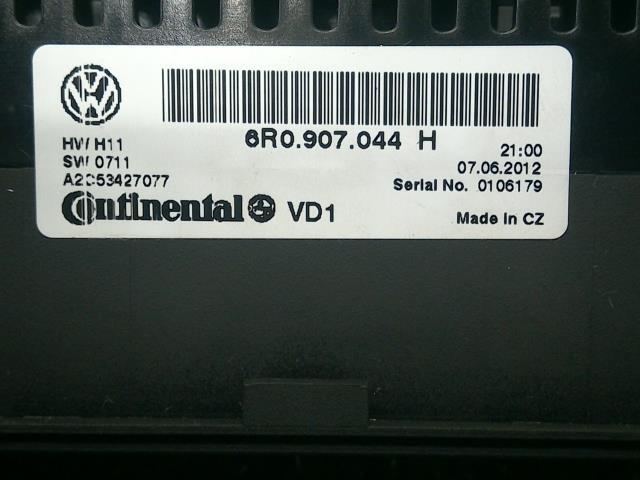 6R0.907.044 H
HW H11
21:00
SW 0711
07.06.2012
A2C53427077
Serial No. 0106179
Continental VD1
Made in CZ